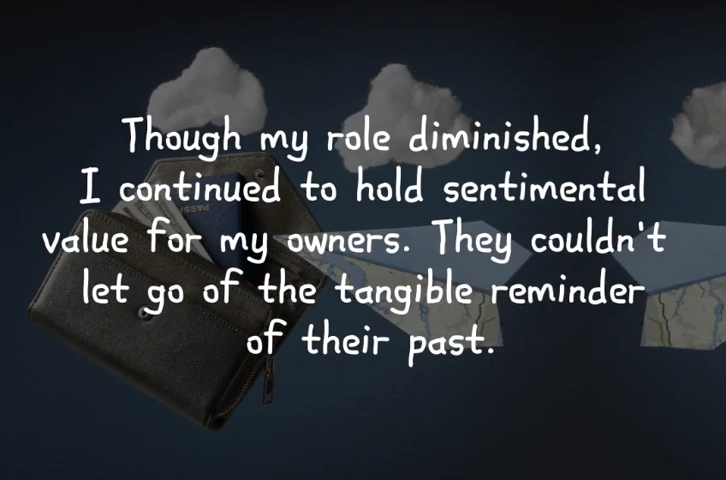 Though my role diminished,
I continued to hold sentimental
value for my owners. They couldn't
let go of the tangible reminder
of their past.